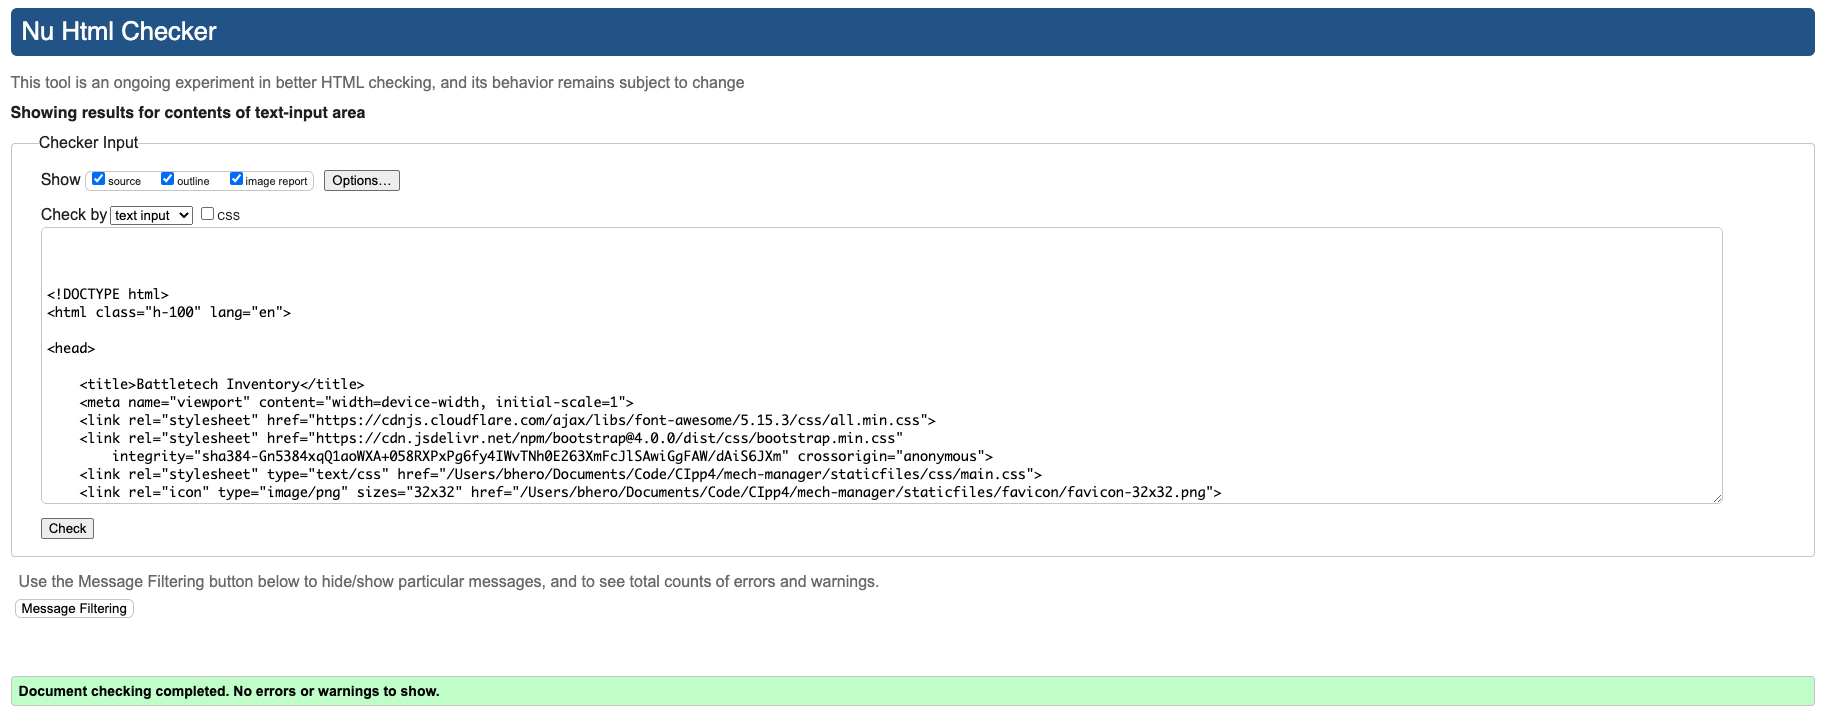 Nu Html Checker
This tool is an ongoing experiment in better HTML checking, and its behavior remains subject to change
Showing results for contents of text-input area
Checker Input
Show source outline image report Options…
Check by text input css
<!DOCTYPE html>
<html class="h-100" lang="en">
<head>
<title>Battletech Inventory</title>
<meta name="viewport" content="width=device-width, initial-scale=1">
<link rel="stylesheet" href="https://cdnjs.cloudflare.com/ajax/libs/font-awesome/5.15.3/css/all.min.css">
<link rel="stylesheet" href="https://cdn.jsdelivr.net/npm/bootstrap@4.0.0/dist/css/bootstrap.min.css"
integrity="sha384-Gn5384xqQ1aoWXA+058RXPxPg6fy4IWvTNh0E263XmFcJlSAwiGgFAW/dAiS6JXm" crossorigin="anonymous">
<link rel="stylesheet" type="text/css" href="/Users/bhero/Documents/Code/CIpp4/mech-manager/staticfiles/css/main.css">
<link rel="icon" type="image/png" sizes="32x32" href="/Users/bhero/Documents/Code/CIpp4/mech-manager/staticfiles/favicon/favicon-32x32.png">
Check
Use the Message Filtering button below to hide/show particular messages, and to see total counts of errors and warnings.
Message Filtering
Document checking completed. No errors or warnings to show.